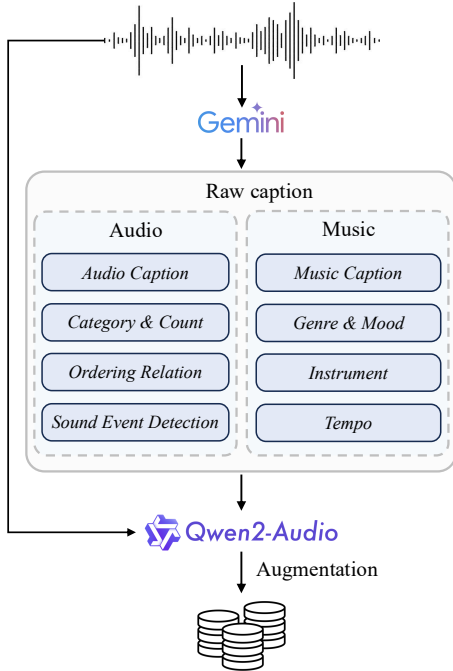 Gemini
Raw caption
Audio
Audio Caption
Category & Count
Ordering Relation
Sound Event Detection
Music
Music Caption
Genre & Mood
Instrument
Tempo
Qwen2-Audio
Augmentation